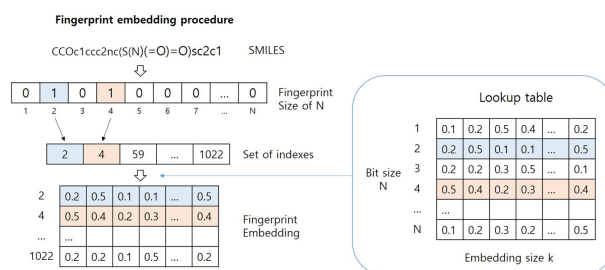 Fingerprint embedding procedure
CCOc1ccc2nc(S(N)(=O)=O)sc2c1 SMILES
0 1 0 1 0 0 0 ... 0
1 2 3 4 5 6 7 ... N
Fingerprint
Size of N
2 4 59 ... 1022
Set of indexes
2 0.2 0.5 0.1 0.1 ... 0.5
4 0.5 0.4 0.2 0.3 ... 0.4
... ...
1022 0.2 0.2 0.1 0.5 ... 0.2
Fingerprint
Embedding
Lookup table
1 0.1 0.2 0.5 0.4 ... 0.2
2 0.2 0.5 0.1 0.1 ... 0.5
3 0.2 0.2 0.3 0.5 ... 0.1
4 0.5 0.4 0.2 0.3 ... 0.4
... ...
N 0.1 0.2 0.3 0.2 ... 0.5
Bit size
N
Embedding size k